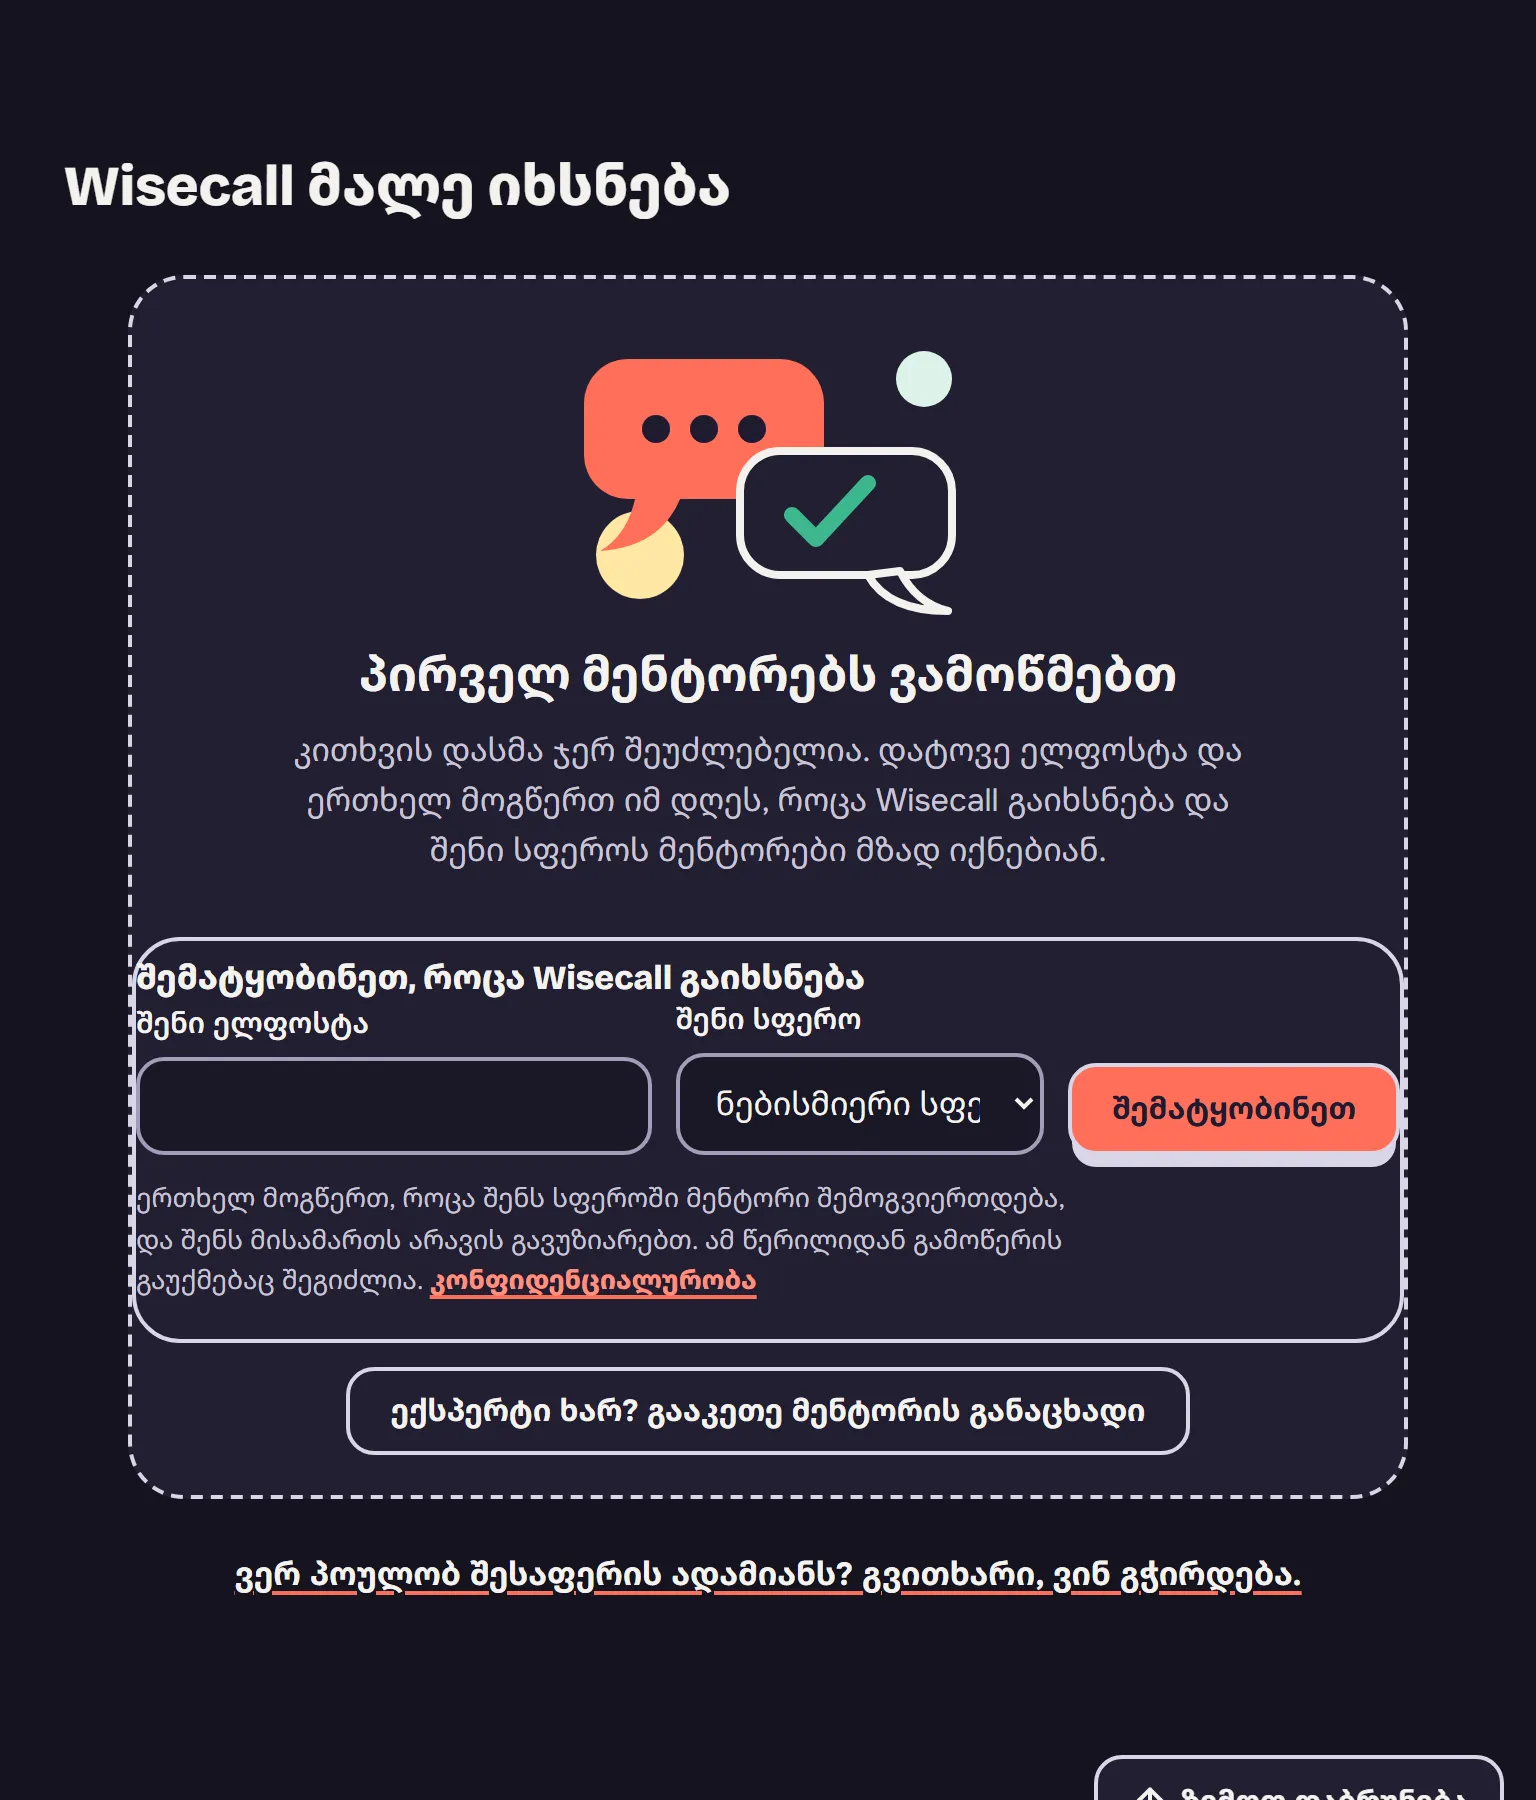 Wisecall მალე იხსნება
პირველ მენტორებს ვამოწმებთ
კითხვის დასმა ჯერ შეუძლებელია. დატოვე ელფოსტა და
ერთხელ მოგწერთ იმ დღეს, როცა Wisecall გაიხსნება და
შენი სფეროს მენტორები მზად იქნებიან.
შემატყობინეთ, როცა Wisecall გაიხსნება
შენი ელფოსტა
შენი სფერო
ნებისმიერი სფე
შემატყობინეთ
ერთხელ მოგწერთ, როცა შენს სფეროში მენტორი შემოგვიერთდება,
და შენს მისამართს არავის გავუზიარებთ. ამ წერილიდან გამოწერის
გაუქმებაც შეგიძლია. კონფიდენციალურობა
ექსპერტი ხარ? გააკეთე მენტორის განაცხადი
ვერ პოულობ შესაფერის ადამიანს? გვითხარი, ვინ გჭირდება.
ზემოთ დაბრუნება